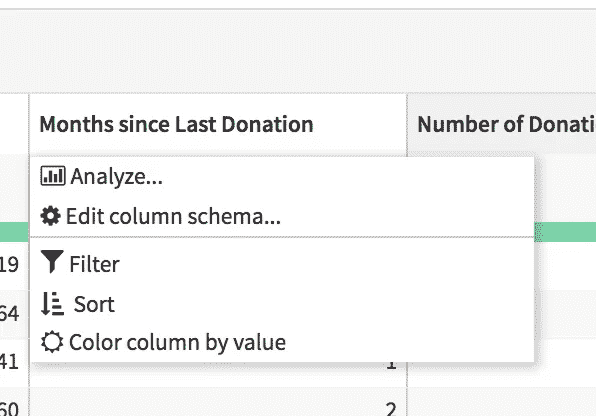 Months since Last Donation
Number of Donati
Analyze...
Edit column schema...
19
Filter
64
Sort
Color column by value
41
1
60
2